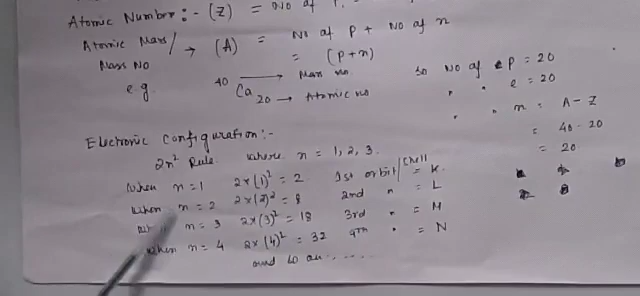 Atomic Number :- (Z) = No of P.
Atomic Mass/ → (A) = No of P + No of n
Mass No = (P+n)
e.g. 40 Ca 20 → Mass no
→ Atomic no
So No of P = 20
" " e = 20
" " n = A - Z
= 40 - 20
= 20
Electronic Configuration :-
2n² Rule. where n = 1, 2, 3.
When n = 1 2×(1)² = 2 1st orbit/Shell = K
When n = 2 2×(2)² = 8 2nd " = L
n = 3 2×(3)² = 18 3rd " = M
When n = 4 2×(4)² = 32 4th " = N
and so on .....